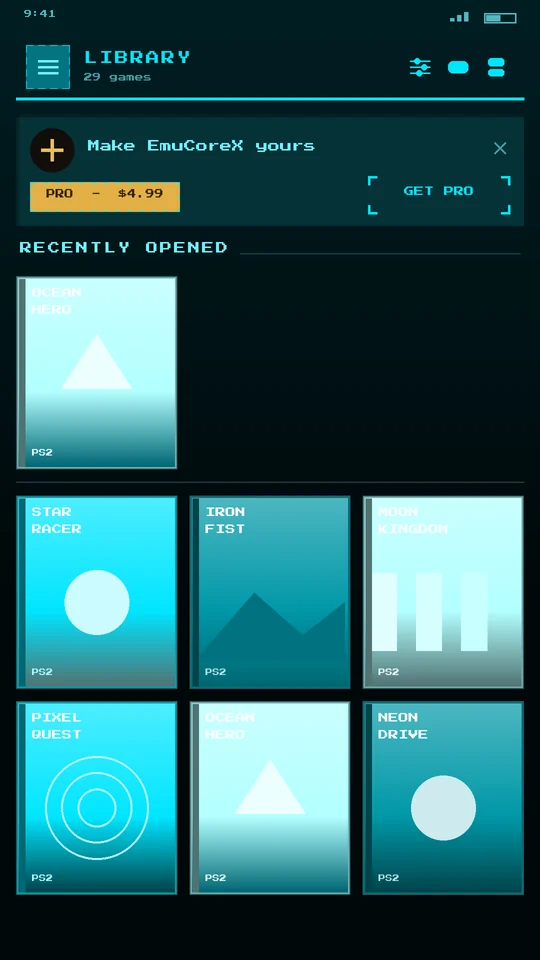 9:41
LIBRARY
29 games
Make EmuCoreX yours
PRO - $4.99
GET PRO
RECENTLY OPENED
OCEAN
HERO
PS2
STAR
RACER
PS2
IRON
FIST
PS2
MOON
KINGDOM
PS2
PIXEL
QUEST
PS2
OCEAN
HERO
PS2
NEON
DRIVE
PS2